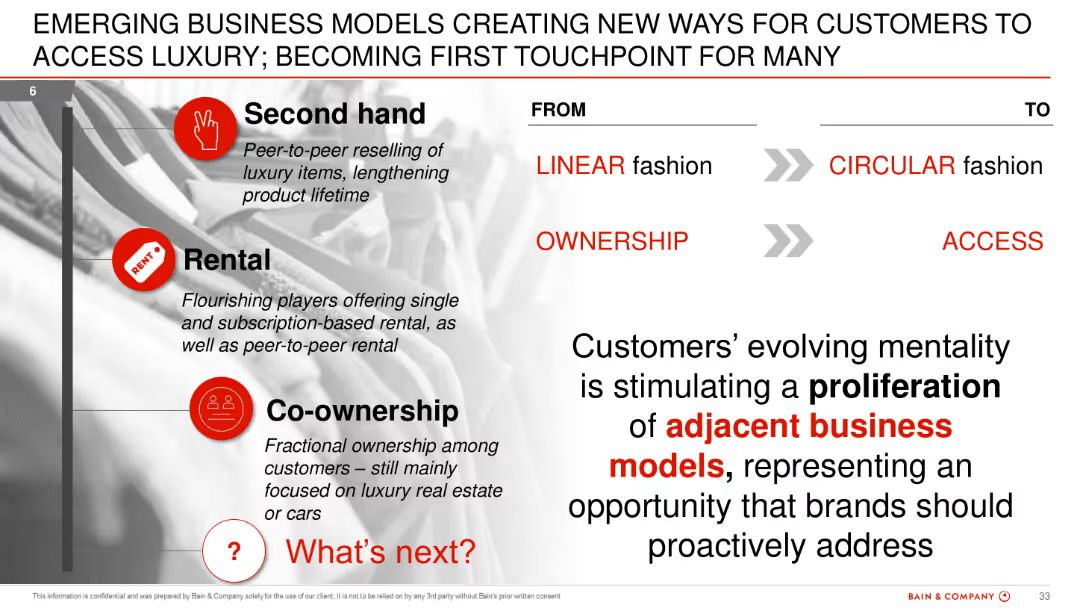 EMERGING BUSINESS MODELS CREATING NEW WAYS FOR CUSTOMERS TO
ACCESS LUXURY; BECOMING FIRST TOUCHPOINT FOR MANY
6
Second hand
Peer-to-peer reselling of
luxury items, lengthening
product lifetime
RENT
Rental
Flourishing players offering single
and subscription-based rental, as
well as peer-to-peer rental
Co-ownership
Fractional ownership among
customers – still mainly
focused on luxury real estate
or cars
?
What's next?
FROM
TO
LINEAR fashion
CIRCULAR fashion
OWNERSHIP
ACCESS
Customers' evolving mentality
is stimulating a proliferation
of adjacent business
models, representing an
opportunity that brands should
proactively address
This information is confidential and was prepared by Bain & Company solely for the use of our client; it is not to be relied on by any 3rd party without Bain's prior written consent
BAIN & COMPANY
33